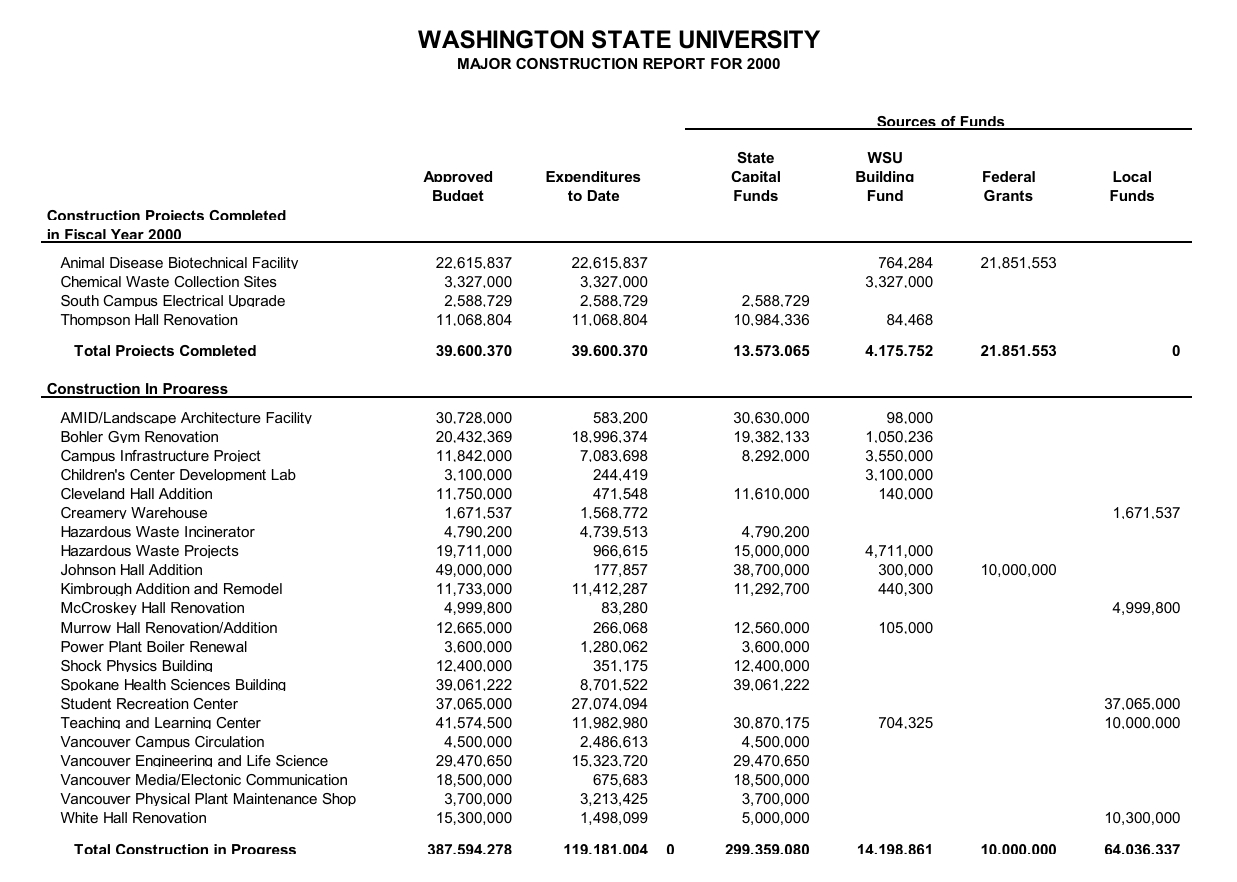 WASHINGTON STATE UNIVERSITY
MAJOR CONSTRUCTION REPORT FOR 2000
Sources of Funds
State WSU
Approved Expenditures Capital Building Federal Local
Budget to Date Funds Fund Grants Funds
Construction Projects Completed
in Fiscal Year 2000
Animal Disease Biotechnical Facility 22,615,837 22,615,837 764,284 21,851,553
Chemical Waste Collection Sites 3,327,000 3,327,000 3,327,000
South Campus Electrical Upgrade 2,588,729 2,588,729 2,588,729
Thompson Hall Renovation 11,068,804 11,068,804 10,984,336 84,468
Total Projects Completed 39,600,370 39,600,370 13,573,065 4,175,752 21,851,553 0
Construction In Progress
AMID/Landscape Architecture Facility 30,728,000 583,200 30,630,000 98,000
Bohler Gym Renovation 20,432,369 18,996,374 19,382,133 1,050,236
Campus Infrastructure Project 11,842,000 7,083,698 8,292,000 3,550,000
Children's Center Development Lab 3,100,000 244,419 3,100,000
Cleveland Hall Addition 11,750,000 471,548 11,610,000 140,000
Creamery Warehouse 1,671,537 1,568,772 1,671,537
Hazardous Waste Incinerator 4,790,200 4,739,513 4,790,200
Hazardous Waste Projects 19,711,000 966,615 15,000,000 4,711,000
Johnson Hall Addition 49,000,000 177,857 38,700,000 300,000 10,000,000
Kimbrough Addition and Remodel 11,733,000 11,412,287 11,292,700 440,300
McCroskey Hall Renovation 4,999,800 83,280 4,999,800
Murrow Hall Renovation/Addition 12,665,000 266,068 12,560,000 105,000
Power Plant Boiler Renewal 3,600,000 1,280,062 3,600,000
Shock Physics Building 12,400,000 351,175 12,400,000
Spokane Health Sciences Building 39,061,222 8,701,522 39,061,222
Student Recreation Center 37,065,000 27,074,094 37,065,000
Teaching and Learning Center 41,574,500 11,982,980 30,870,175 704,325 10,000,000
Vancouver Campus Circulation 4,500,000 2,486,613 4,500,000
Vancouver Engineering and Life Science 29,470,650 15,323,720 29,470,650
Vancouver Media/Electonic Communication 18,500,000 675,683 18,500,000
Vancouver Physical Plant Maintenance Shop 3,700,000 3,213,425 3,700,000
White Hall Renovation 15,300,000 1,498,099 5,000,000 10,300,000
Total Construction in Progress 387,594,278 119,181,004 0 299,359,080 14,198,861 10,000,000 64,036,337